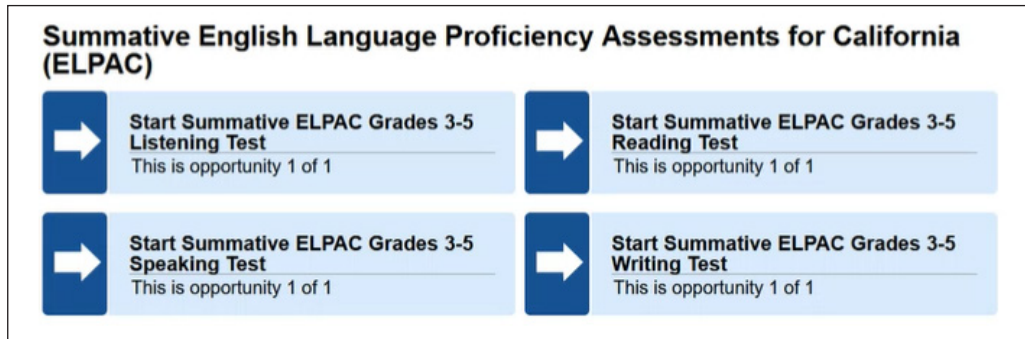 Summative English Language Proficiency Assessments for California
(ELPAC)
Start Summative ELPAC Grades 3-5
Listening Test
This is opportunity 1 of 1
Start Summative ELPAC Grades 3-5
Reading Test
This is opportunity 1 of 1
Start Summative ELPAC Grades 3-5
Speaking Test
This is opportunity 1 of 1
Start Summative ELPAC Grades 3-5
Writing Test
This is opportunity 1 of 1